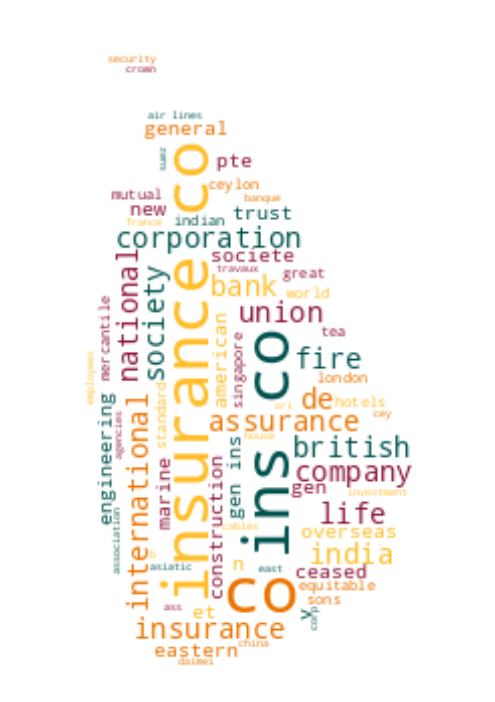 security
crown
air lines
general
suez
co
pte
ceylon
banque
mutual
new
france
indian
trust
corporation
societe
travaux
great
national
society
insurance co
bank
world
mercantile
union
american
singapore
tea
ins co
fire
employees
london
standard
de
hotels
sri
cey
engineering
agencies
international
assurance
house
british
gen ins
marine
construction
company
gen
investment
life
cables
overseas
association
h
asiatic
n
east
india
ceased
co
equitable
sons
ass
et
v
corp
insurance
china
eastern
daimei